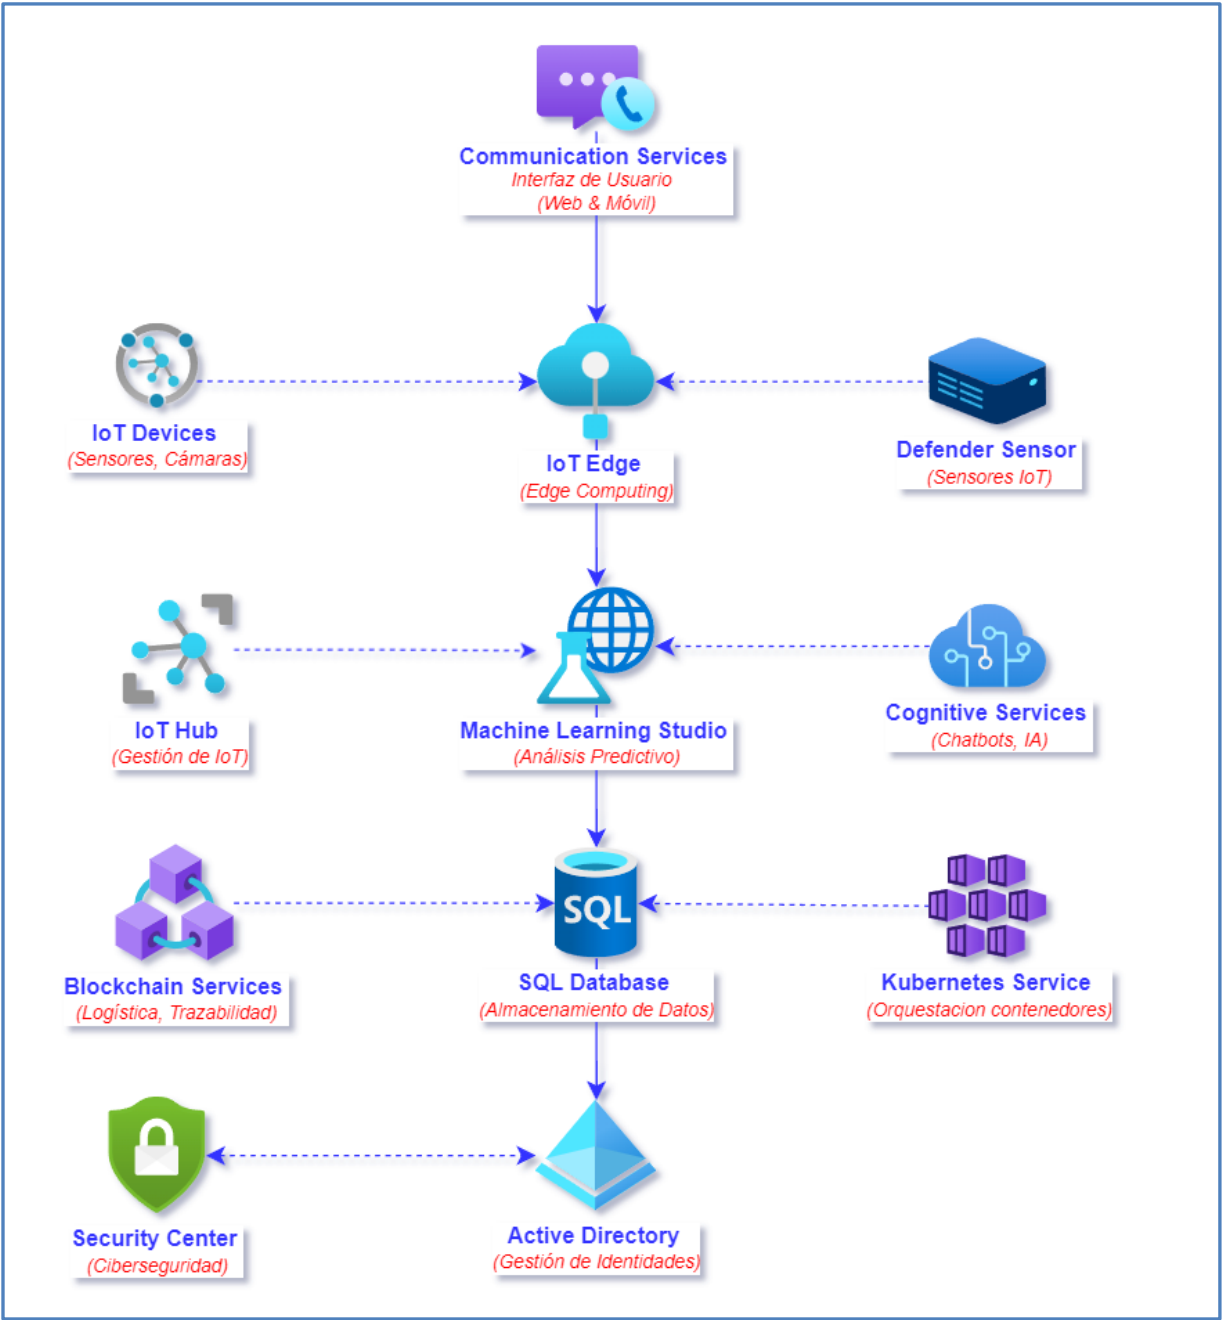 Communication Services
Interfaz de Usuario
(Web & Móvil)
IoT Devices
(Sensores, Cámaras)
IoT Edge
(Edge Computing)
Defender Sensor
(Sensores IoT)
IoT Hub
(Gestión de IoT)
Machine Learning Studio
(Análisis Predictivo)
Cognitive Services
(Chatbots, IA)
SQL
Blockchain Services
(Logística, Trazabilidad)
SQL Database
(Almacenamiento de Datos)
Kubernetes Service
(Orquestacion contenedores)
Security Center
(Ciberseguridad)
Active Directory
(Gestión de Identidades)